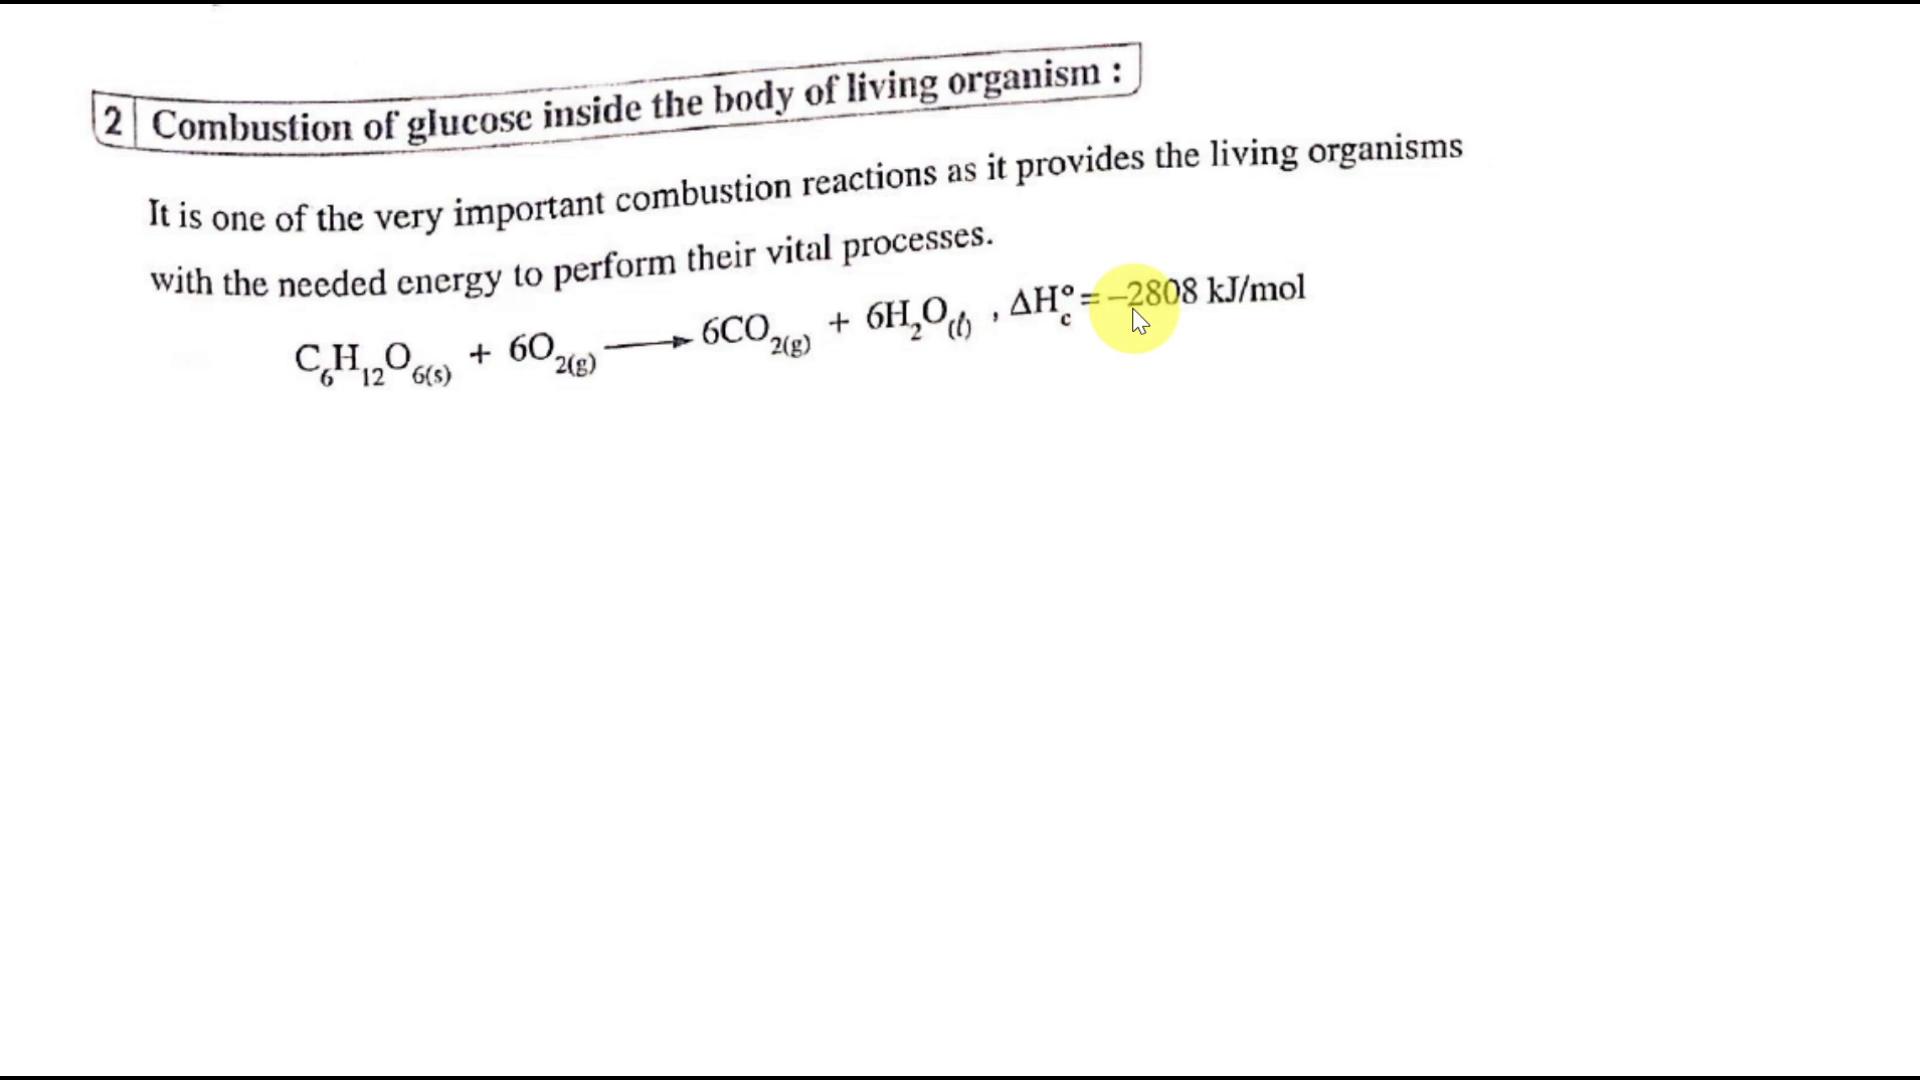 2 Combustion of glucose inside the body of living organism :
It is one of the very important combustion reactions as it provides the living organisms
with the needed energy to perform their vital processes.
C₆H₁₂O₆(s) + 6O₂(g) ⟶ 6CO₂(g) + 6H₂O(l) , ΔH°c = –2808 kJ/mol